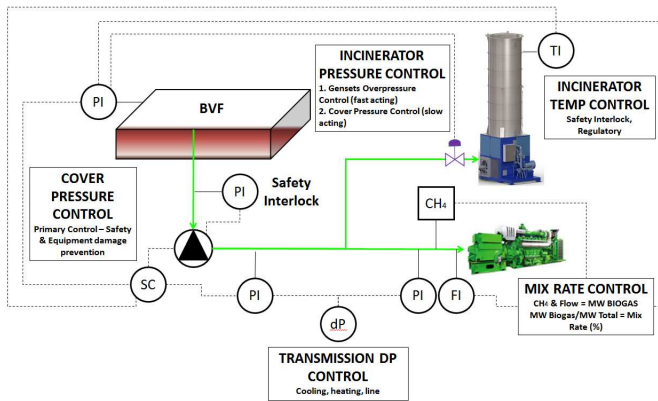 INCINERATOR
PRESSURE CONTROL
1. Gensets Overpressure
Control (fast acting)
2. Cover Pressure Control (slow
acting)
TI
INCINERATOR
TEMP CONTROL
Safety Interlock,
Regulatory
PI
BVF
COVER
PRESSURE
CONTROL
Primary Control – Safety
& Equipment damage
prevention
PI
Safety
Interlock
CH4
SC
PI
PI
FI
MIX RATE CONTROL
CH4 & Flow = MW BIOGAS
MW Biogas/MW Total = Mix
Rate (%)
dP
TRANSMISSION DP
CONTROL
Cooling, heating, line